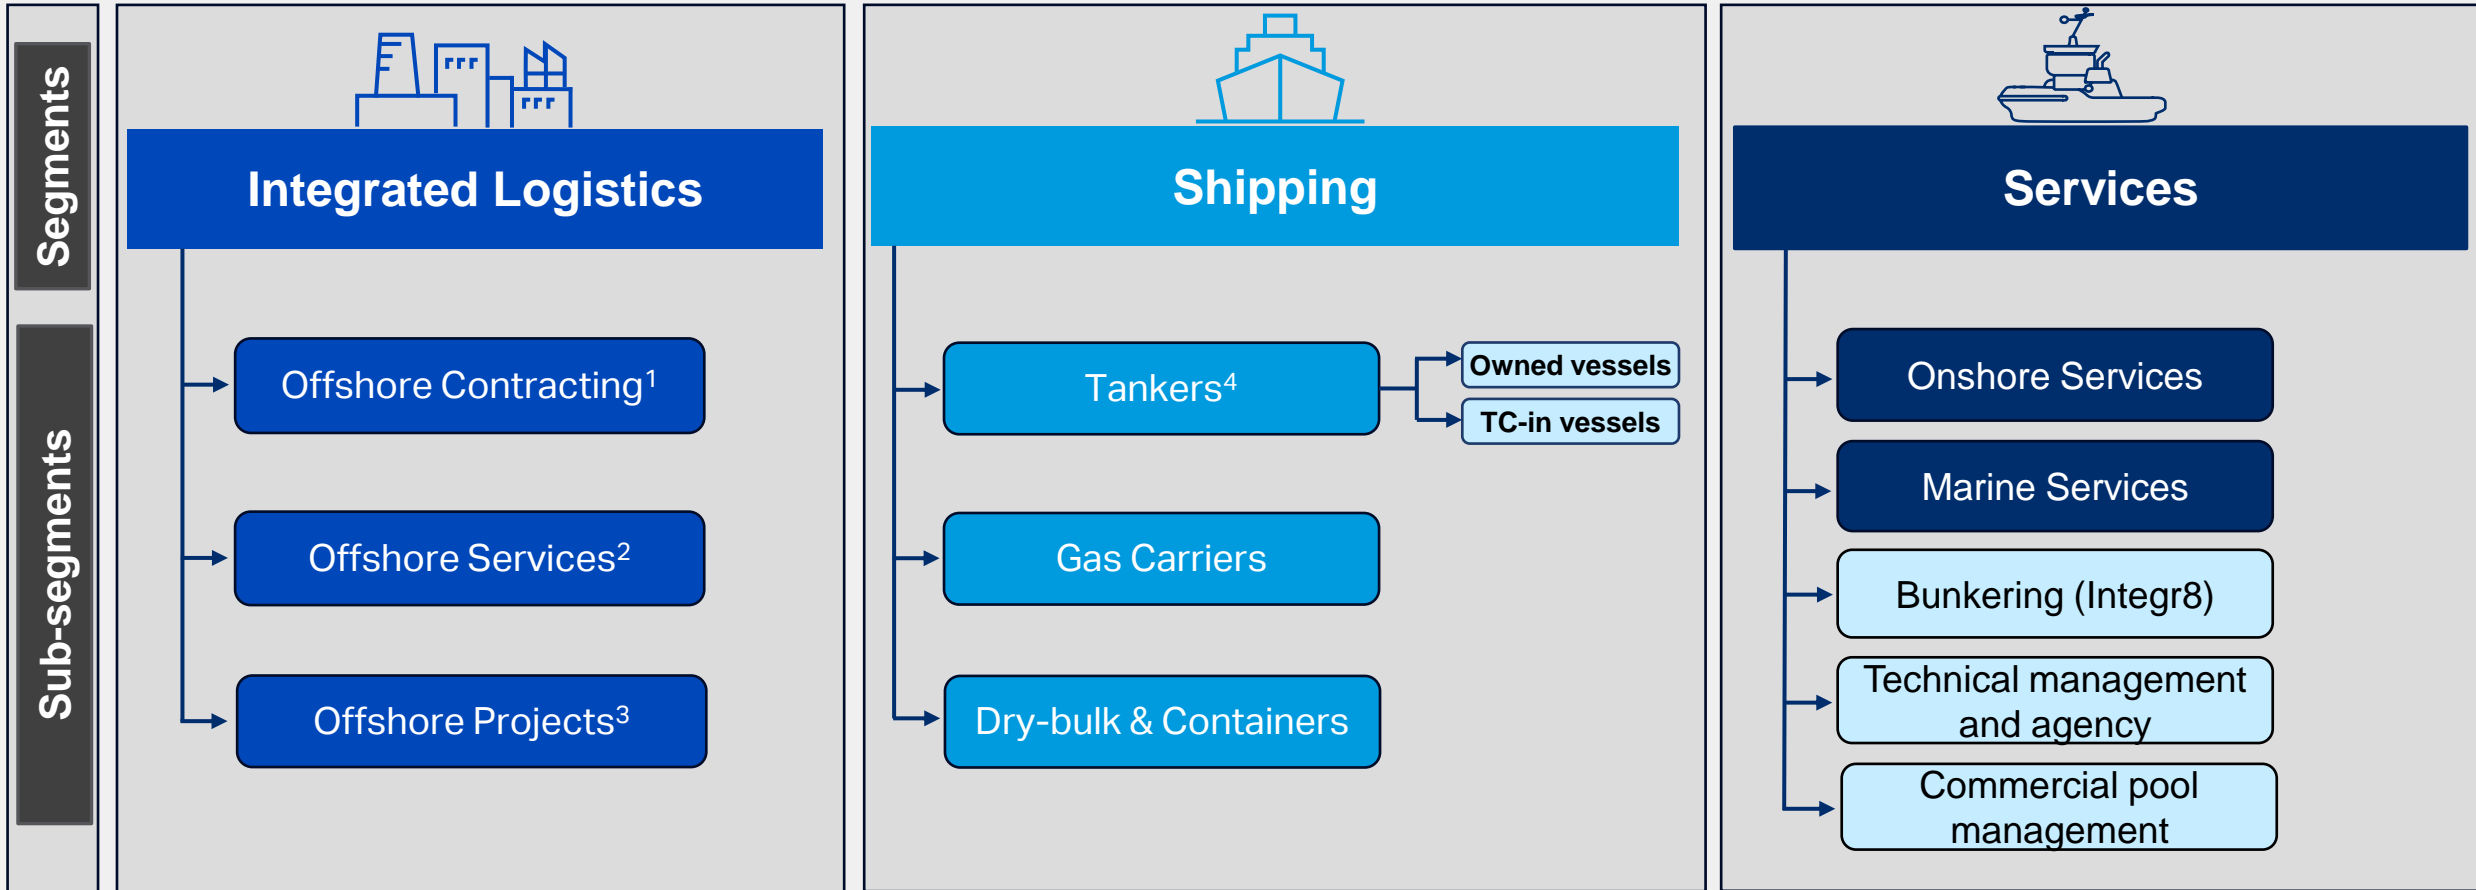 Segments
Sub-segments
Integrated Logistics
Offshore Contracting¹
Offshore Services²
Offshore Projects³
Shipping
Tankers⁴
Owned vessels
TC-in vessels
Gas Carriers
Dry-bulk & Containers
Services
Onshore Services
Marine Services
Bunkering (Integr8)
Technical management
and agency
Commercial pool
management